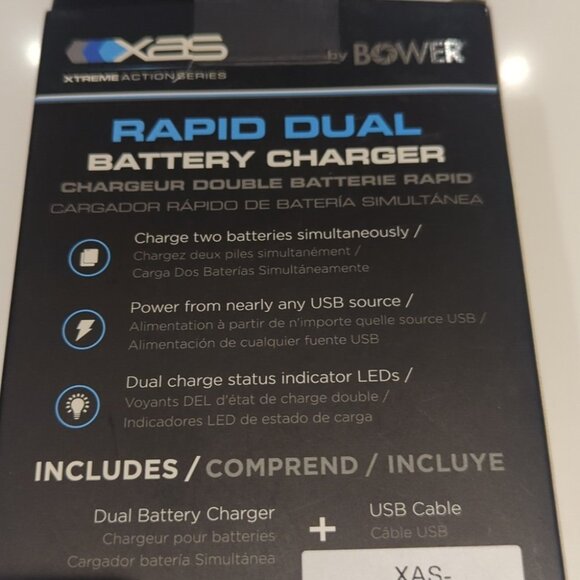 xas by BOWER
XTREMEACTIONSERIES
RAPID DUAL
BATTERY CHARGER
CHARGEUR DOUBLE BATTERIE RAPID
CARGADOR RÁPIDO DE BATERÍA SIMULTÁNEA
Charge two batteries simultaneously /
Chargez deux piles simultanément /
Carga Dos Baterías Simultáneamente
Power from nearly any USB source /
Alimentation à partir de n'importe quelle source USB /
Alimentación de cualquier fuente USB
Dual charge status indicator LEDs /
Voyants DEL d'état de charge double /
Indicadores LED de estado de carga
INCLUDES / COMPREND / INCLUYE
Dual Battery Charger + USB Cable
Chargeur pour batteries Câble USB
Cargador batería Simultánea
XAS-